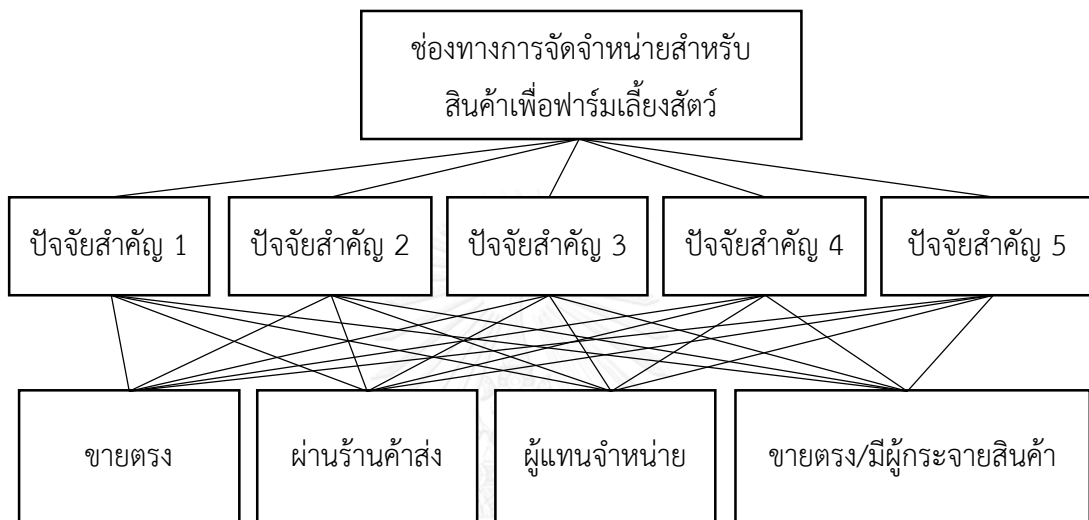 ช่องทางการจัดจำหน่ายสำหรับ
สินค้าเพื่อฟาร์มเลี้ยงสัตว์
ปัจจัยสำคัญ 1
ปัจจัยสำคัญ 2
ปัจจัยสำคัญ 3
ปัจจัยสำคัญ 4
ปัจจัยสำคัญ 5
ขายตรง
ผ่านร้านค้าส่ง
ผู้แทนจำหน่าย
ขายตรง/มีผู้กระจายสินค้า